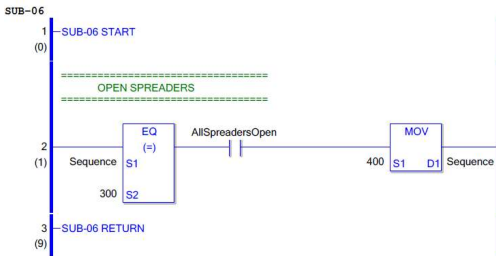 SUB-06
1 SUB-06 START
(0)
==================================
OPEN SPREADERS
==================================
EQ AllSpreadersOpen MOV
2 (=)
(1) Sequence S1 400 S1 D1 Sequence
300 S2
3 SUB-06 RETURN
(9)